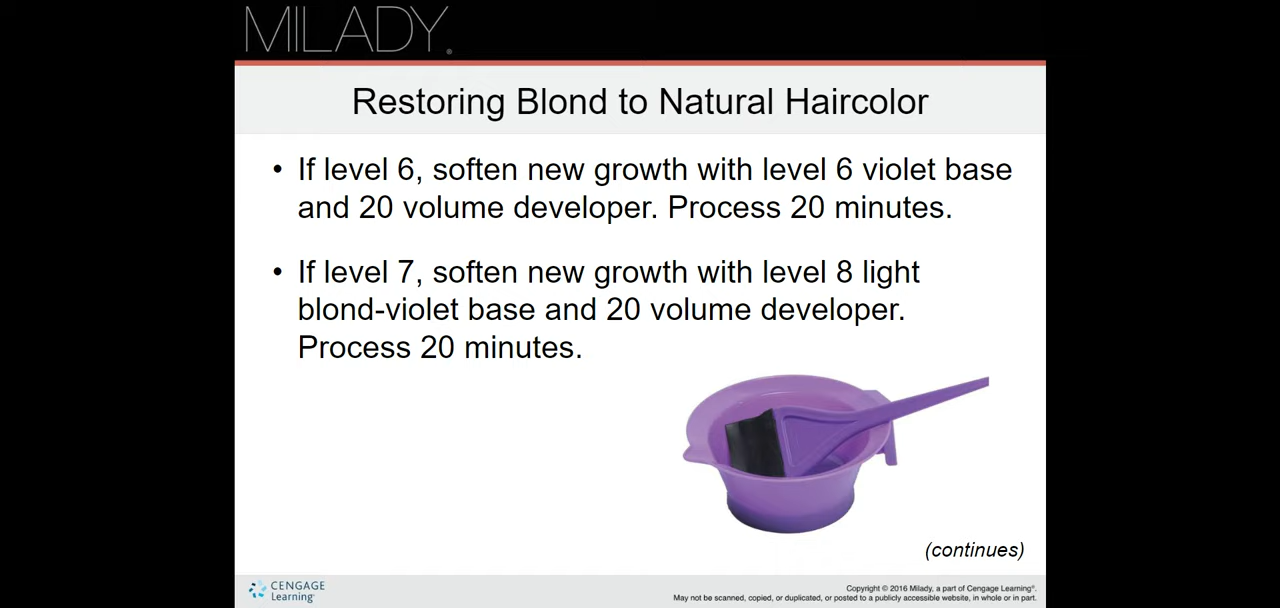 MILADY®
Restoring Blond to Natural Haircolor
• If level 6, soften new growth with level 6 violet base
and 20 volume developer. Process 20 minutes.
• If level 7, soften new growth with level 8 light
blond-violet base and 20 volume developer.
Process 20 minutes.
(continues)
CENGAGE
Learning®
Copyright © 2016 Milady, a part of Cengage Learning®.
May not be scanned, copied, or duplicated, or posted to a publicly accessible website, in whole or in part.